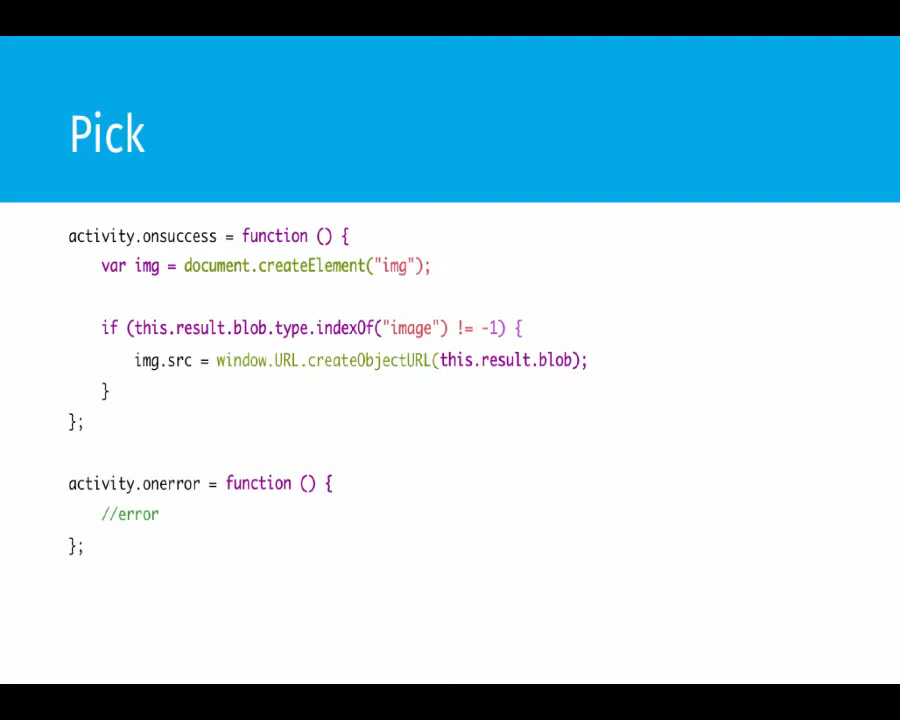 Pick
activity.onsuccess = function () {
var img = document.createElement("img");
if (this.result.blob.type.indexOf("image") != -1) {
img.src = window.URL.createObjectURL(this.result.blob);
}
};
activity.onerror = function () {
//error
};